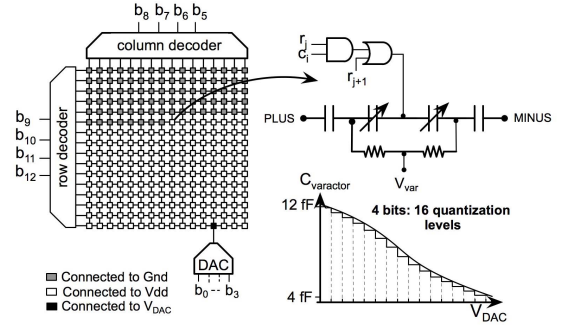 b8 b7 b6 b5
column decoder
row decoder
b9
b10
b11
b12
DAC
b0 -- b3
Connected to Gnd
Connected to Vdd
Connected to VDAC
rj
ci
rj+1
PLUS
MINUS
Vvar
Cvaractor
12 fF
4 bits: 16 quantization
levels
4 fF
VDAC